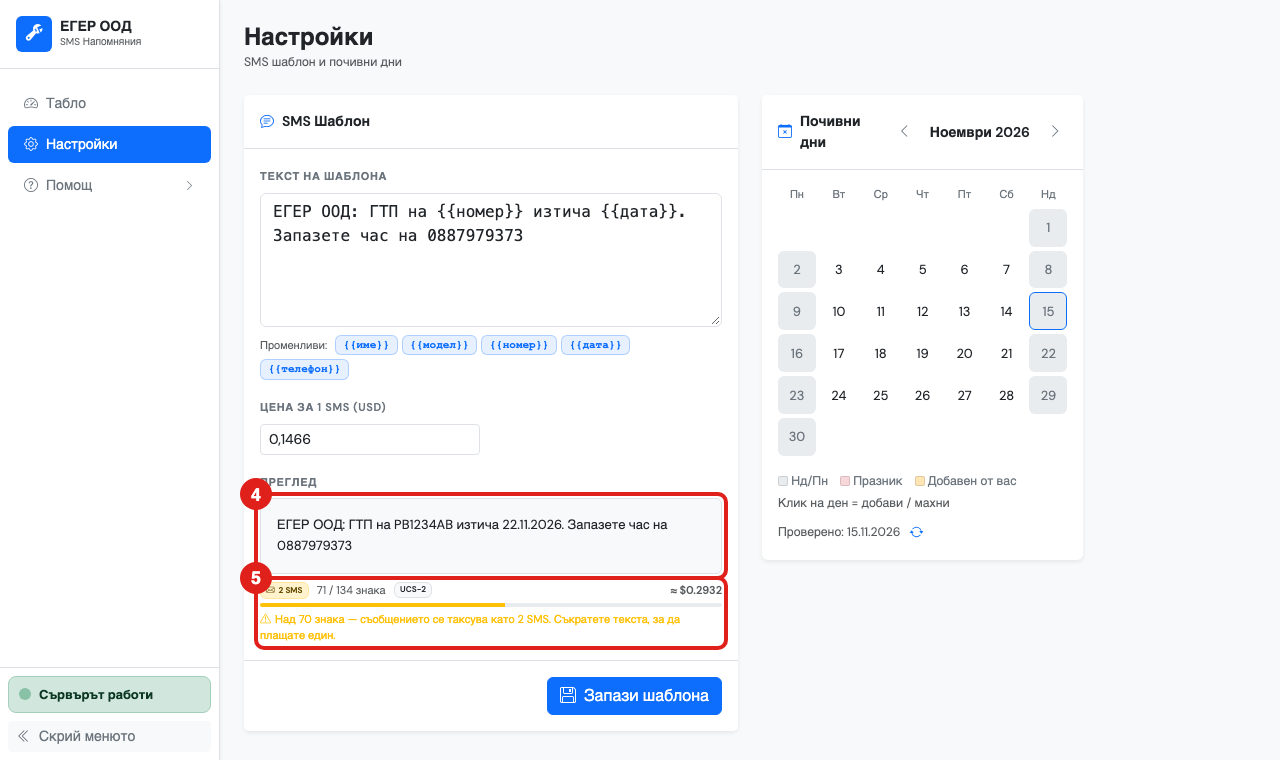 ЕГЕР ООД
SMS Напомняния
Табло
Настройки
Помощ
Сървърът работи
Скрий менюто
Настройки
SMS шаблон и почивни дни
SMS Шаблон
ТЕКСТ НА ШАБЛОНА
ЕГЕР ООД: ГТП на {{номер}} изтича {{дата}}.
Запазете час на 0887979373
Променливи: {{име}} {{модел}} {{номер}} {{дата}}
{{телефон}}
ЦЕНА ЗА 1 SMS (USD)
0,1466
ПРЕГЛЕД
4
ЕГЕР ООД: ГТП на PB1234AB изтича 22.11.2026. Запазете час на
0887979373
5
2 SMS 71 / 134 знака UCS-2 ≈ $0.2932
Над 70 знака — съобщението се таксува като 2 SMS. Съкратете текста, за да
плащате един.
Запази шаблона
Почивни
дни
Ноември 2026
Пн Вт Ср Чт Пт Сб Нд
1
2 3 4 5 6 7 8
9 10 11 12 13 14 15
16 17 18 19 20 21 22
23 24 25 26 27 28 29
30
Нд/Пн Празник Добавен от вас
Клик на ден = добави / махни
Проверено: 15.11.2026